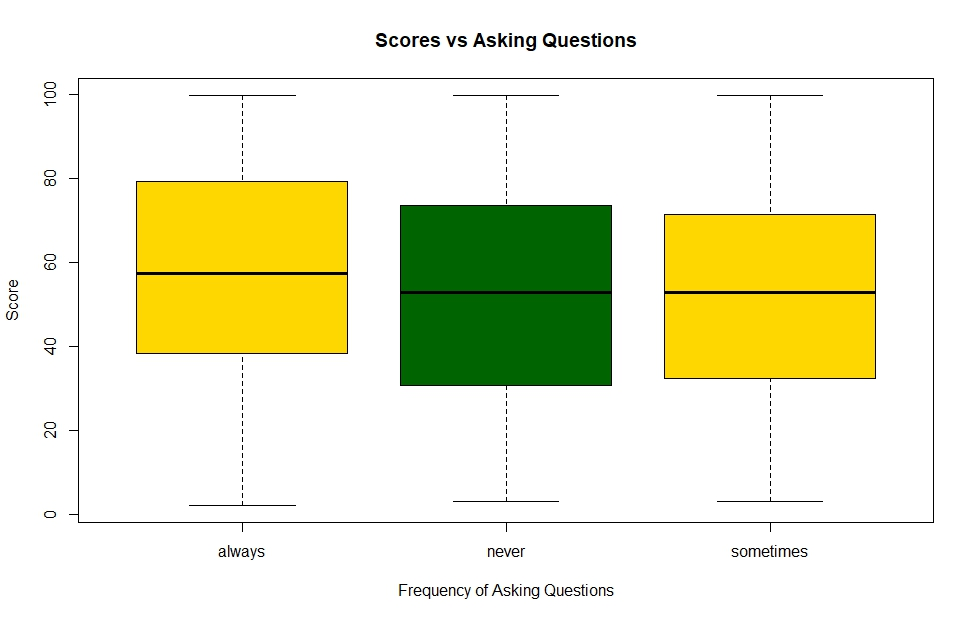 Scores vs Asking Questions
100
80
60
40
20
0
Score
always never sometimes
Frequency of Asking Questions